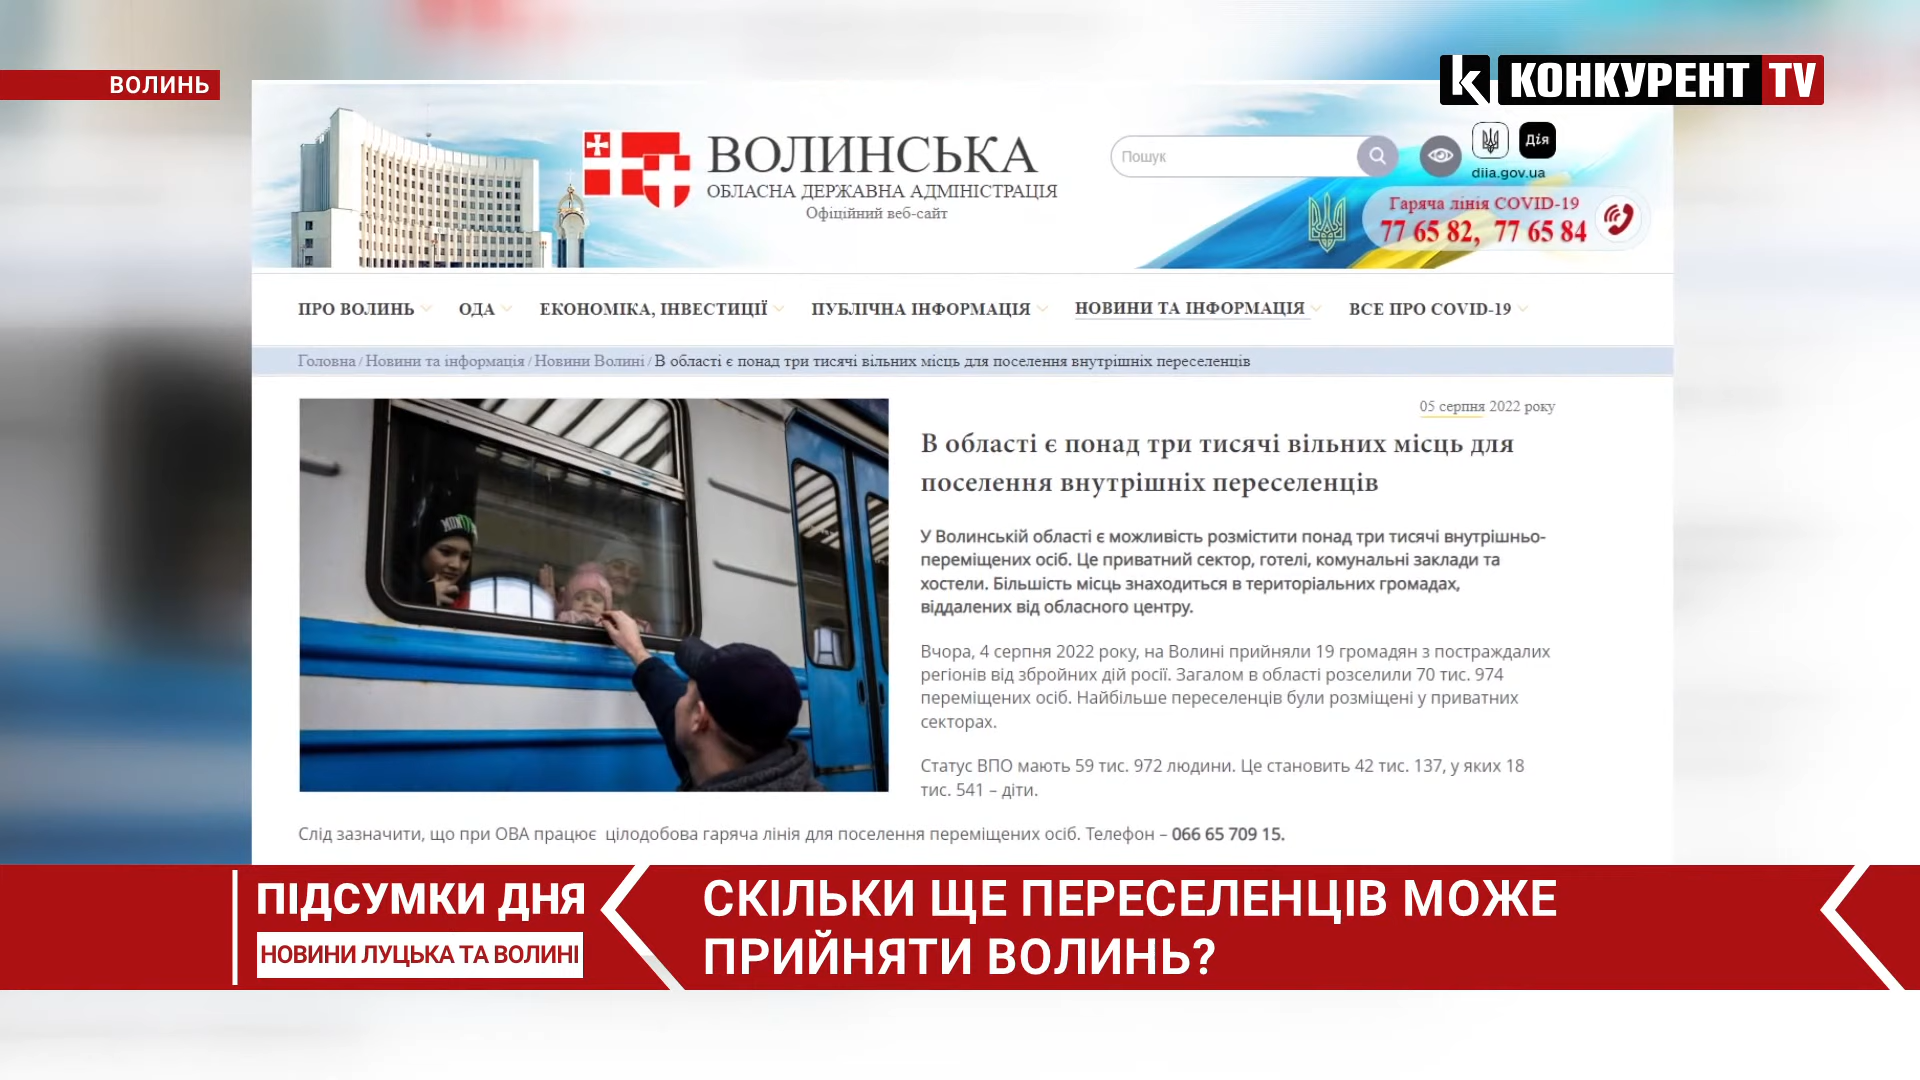 ВОЛИНЬ
КОНКУРЕНТ TV
ВОЛИНСЬКА
ОБЛАСНА ДЕРЖАВНА АДМІНІСТРАЦІЯ
Офіційний веб-сайт
Пошук
Дія
diia.gov.ua
Гаряча лінія COVID-19
77 65 82, 77 65 84
ПРО ВОЛИНЬ ОДА ЕКОНОМІКА, ІНВЕСТИЦІЇ ПУБЛІЧНА ІНФОРМАЦІЯ НОВИНИ ТА ІНФОРМАЦІЯ ВСЕ ПРО COVID-19
Головна / Новини та інформація / Новини Волині / В області є понад три тисячі вільних місць для поселення внутрішніх переселенців
05 серпня 2022 року
В області є понад три тисячі вільних місць для
поселення внутрішніх переселенців
У Волинській області є можливість розмістити понад три тисячі внутрішньо-
переміщених осіб. Це приватний сектор, готелі, комунальні заклади та
хостели. Більшість місць знаходиться в територіальних громадах,
віддалених від обласного центру.
Вчора, 4 серпня 2022 року, на Волині прийняли 19 громадян з постраждалих
регіонів від збройних дій росії. Загалом в області розселили 70 тис. 974
переміщених осіб. Найбільше переселенців були розміщені у приватних
секторах.
Статус ВПО мають 59 тис. 972 людини. Це становить 42 тис. 137, у яких 18
тис. 541 – діти.
Слід зазначити, що при ОВА працює цілодобова гаряча лінія для поселення переміщених осіб. Телефон – 066 65 709 15.
ПІДСУМКИ ДНЯ
НОВИНИ ЛУЦЬКА ТА ВОЛИНІ
СКІЛЬКИ ЩЕ ПЕРЕСЕЛЕНЦІВ МОЖЕ
ПРИЙНЯТИ ВОЛИНЬ?